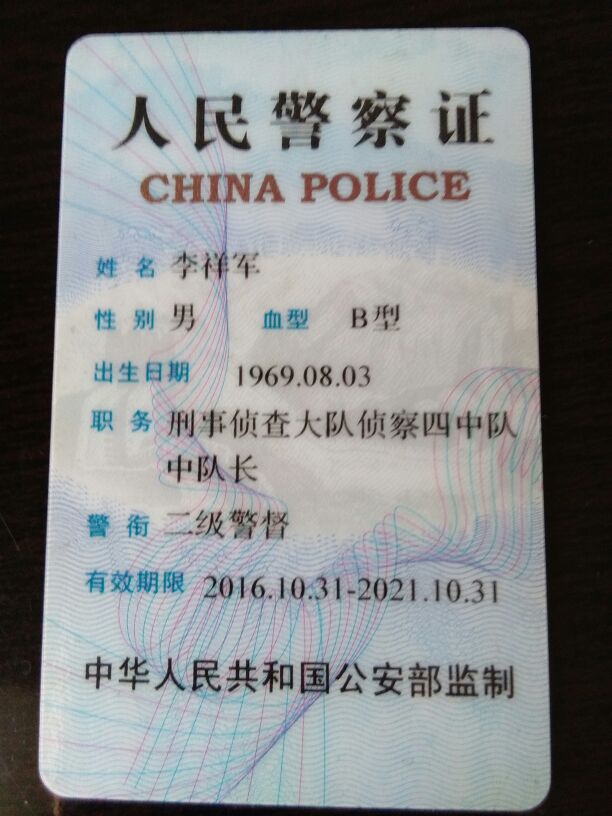 人民警察证
CHINA POLICE
姓名 李祥军
性别 男 血型 B型
出生日期 1969.08.03
职务 刑事侦查大队侦察四中队
中队长
警衔 二级警督
有效期限 2016.10.31-2021.10.31
中华人民共和国公安部监制